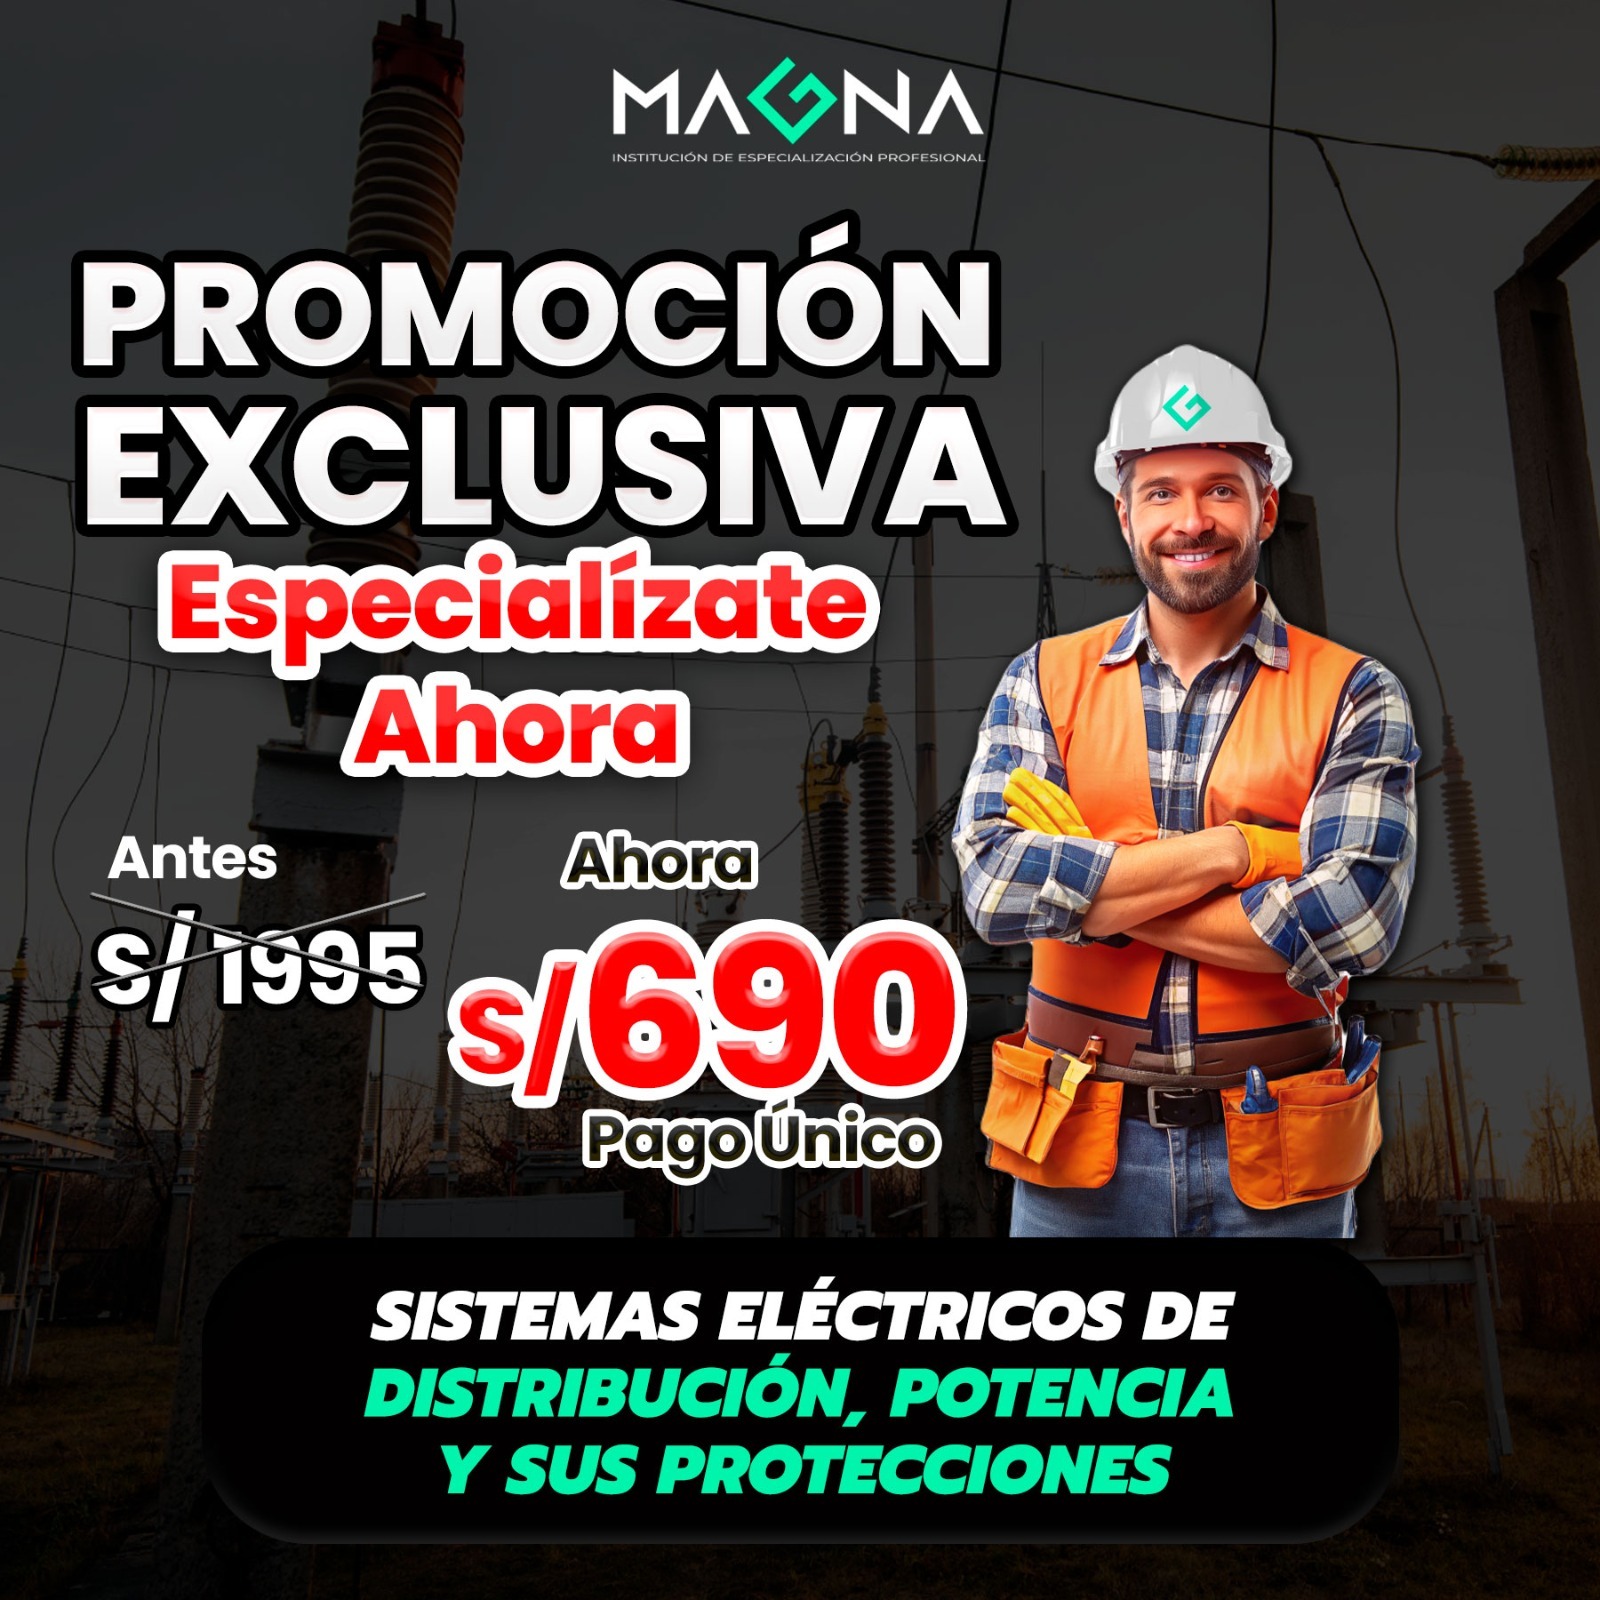 MAGNA
INSTITUCIÓN DE ESPECIALIZACIÓN PROFESIONAL
PROMOCIÓN
EXCLUSIVA
Especialízate
Ahora
Antes
S/ 1995
Ahora
S/690
Pago Único
SISTEMAS ELÉCTRICOS DE
DISTRIBUCIÓN, POTENCIA
Y SUS PROTECCIONES